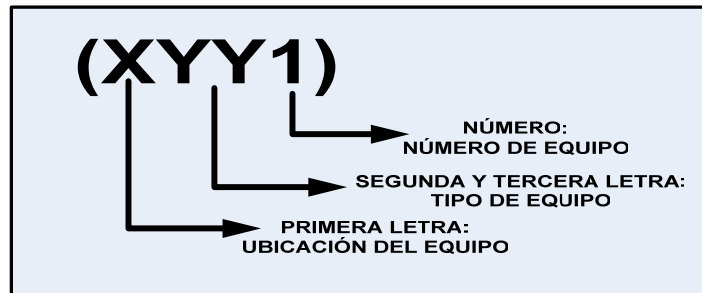 (XYY1)
NÚMERO:
NÚMERO DE EQUIPO
SEGUNDA Y TERCERA LETRA:
TIPO DE EQUIPO
PRIMERA LETRA:
UBICACIÓN DEL EQUIPO